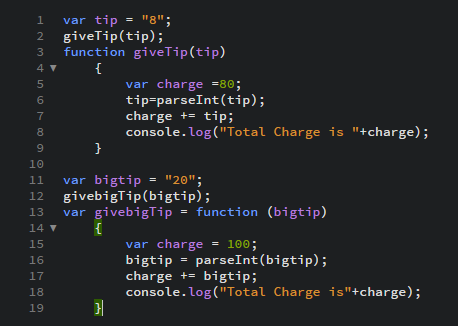 1 var tip = "8";
2 giveTip(tip);
3 function giveTip(tip)
4 {
5 var charge =80;
6 tip=parseInt(tip);
7 charge += tip;
8 console.log("Total Charge is "+charge);
9 }
10
11 var bigtip = "20";
12 givebigTip(bigtip);
13 var givebigTip = function (bigtip)
14 {
15 var charge = 100;
16 bigtip = parseInt(bigtip);
17 charge += bigtip;
18 console.log("Total Charge is"+charge);
19 }